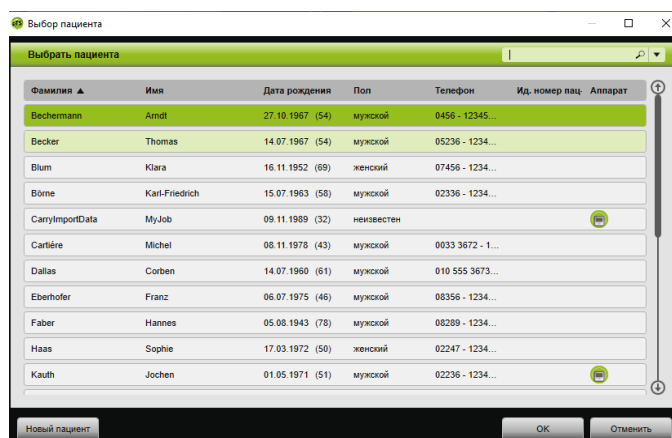 Выбор пациента
Выбрать пациента
Фамилия ▲ Имя Дата рождения Пол Телефон Ид. номер пац- Аппарат
Bechermann Arndt 27.10.1967 (54) мужской 0456 - 12345...
Becker Thomas 14.07.1967 (54) мужской 05236 - 1234...
Blum Klara 16.11.1952 (69) женский 07456 - 1234...
Börne Karl-Friedrich 15.07.1963 (58) мужской 02336 - 1234...
CarryImportData MyJob 09.11.1989 (32) неизвестен
Cartiére Michel 08.11.1978 (43) мужской 0033 3672 - 1...
Dallas Corben 14.07.1960 (61) мужской 010 555 3673...
Eberhofer Franz 06.07.1975 (46) мужской 08356 - 1234...
Faber Hannes 05.08.1943 (78) мужской 08289 - 1234...
Haas Sophie 17.03.1972 (50) женский 02247 - 1234...
Kauth Jochen 01.05.1971 (51) мужской 02236 - 1234...
Новый пациент OK Отменить